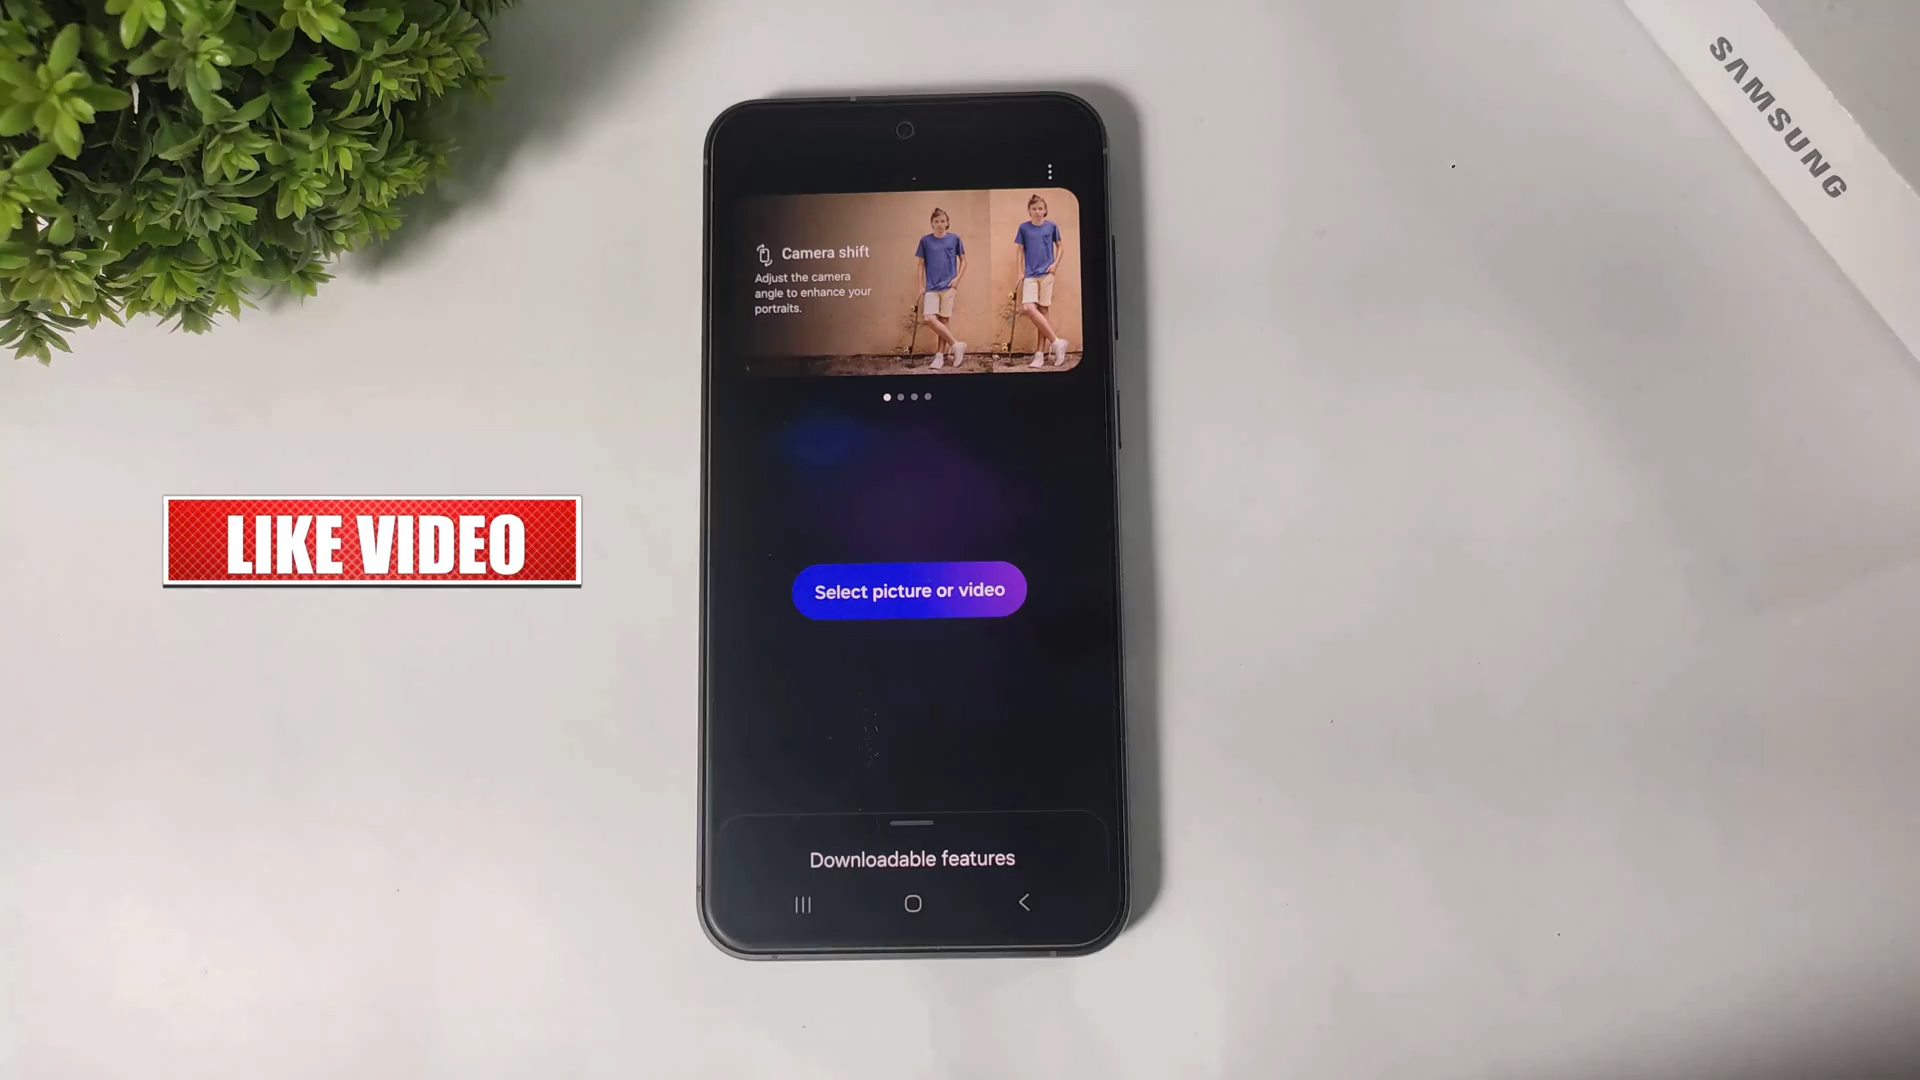 SAMSUNG
Camera shift
Adjust the camera
angle to enhance your
portraits.
LIKE VIDEO
Select picture or video
Downloadable features